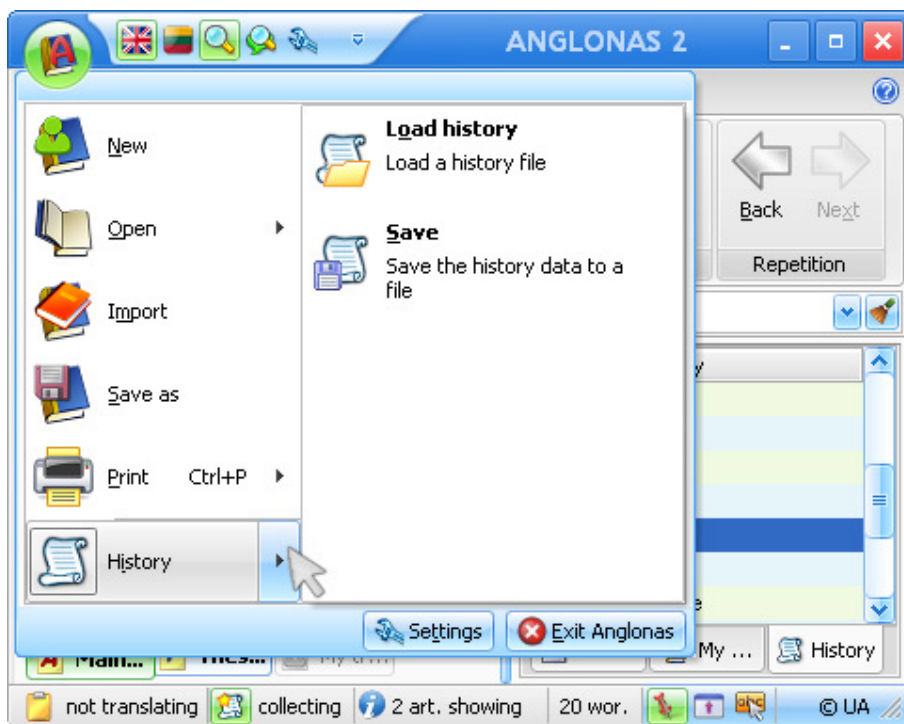 ANGLONAS 2
New
Open
Import
Save as
Print Ctrl+P
History
Load history
Load a history file
Save
Save the history data to a
file
Back Next
Repetition
Settings
Exit Anglonas
My ...
History
not translating
collecting
2 art. showing
20 wor.
© UA